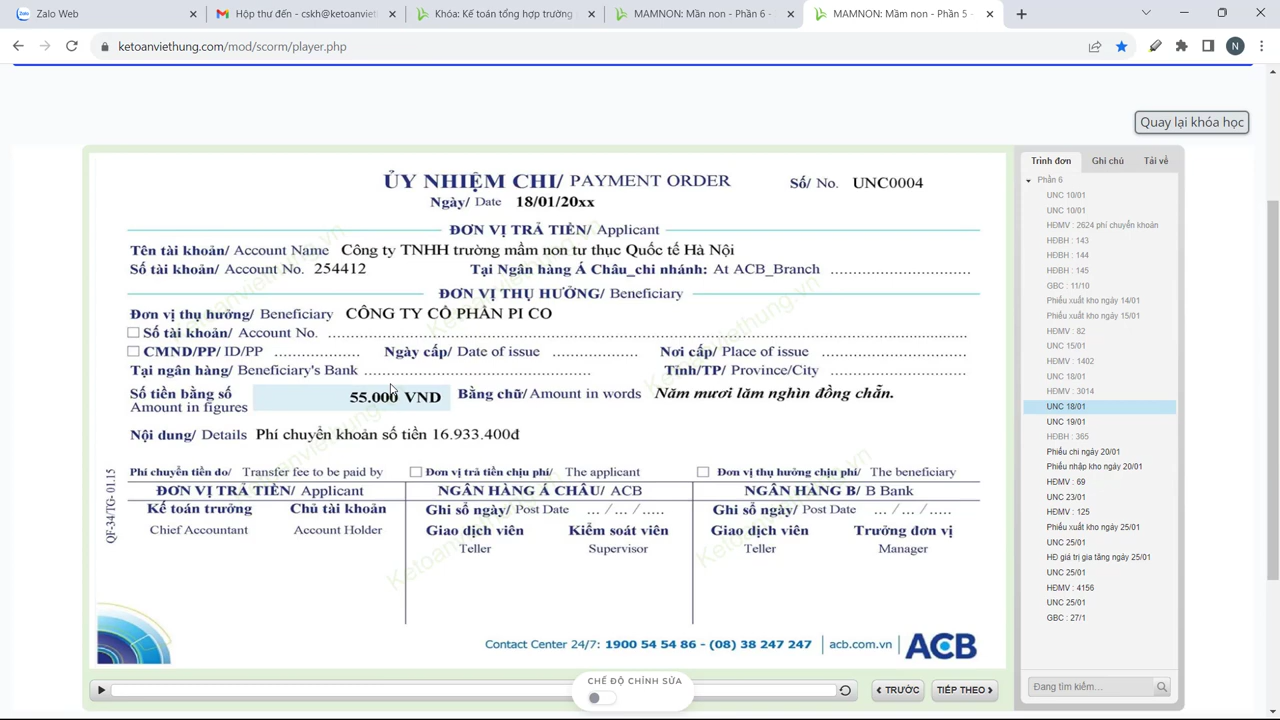 Zalo Web
Hộp thư đến - cskh@ketoanviet
Khóa: Kế toán tổng hợp trường
MAMNON: Mần non - Phần 6 -
MAMNON: Mầm non - Phần 5 -
ketoanviethung.com/mod/scorm/player.php
N
Quay lại khóa học
ỦY NHIỆM CHI/ PAYMENT ORDER
Số/ No. UNC0004
Ngày/ Date 18/01/20xx
ĐƠN VỊ TRẢ TIỀN/ Applicant
Tên tài khoản/ Account Name Công ty TNHH trường mầm non tư thục Quốc tế Hà Nội
Số tài khoản/ Account No. 254412 Tại Ngân hàng Á Châu_chi nhánh: At ACB_Branch
ĐƠN VỊ THỤ HƯỞNG/ Beneficiary
Đơn vị thụ hưởng/ Beneficiary CÔNG TY CỔ PHẦN PI CO
Số tài khoản/ Account No.
CMND/PP/ ID/PP Ngày cấp/ Date of issue Nơi cấp/ Place of issue
Tại ngân hàng/ Beneficiary's Bank Tỉnh/TP/ Province/City
Số tiền bằng số 55.000 VND Bằng chữ/ Amount in words Năm mươi lăm nghìn đồng chẵn.
Amount in figures
Nội dung/ Details Phí chuyển khoản số tiền 16.933.400đ
Phí chuyển tiền do/ Transfer fee to be paid by Đơn vị trả tiền chịu phí/ The applicant Đơn vị thụ hưởng chịu phí/ The beneficiary
ĐƠN VỊ TRẢ TIỀN/ Applicant NGÂN HÀNG Á CHÂU/ ACB NGÂN HÀNG B/ B Bank
Kế toán trưởng Chủ tài khoản Ghi sổ ngày/ Post Date ... / ... / .... Ghi sổ ngày/ Post Date ... / ... / ....
Chief Accountant Account Holder Giao dịch viên Kiểm soát viên Giao dịch viên Trưởng đơn vị
Teller Supervisor Teller Manager
QF-34/TG- 01.15
Contact Center 24/7: 1900 54 54 86 - (08) 38 247 247 | acb.com.vn | ACB
Ketoanviethung.vn
CHẾ ĐỘ CHỈNH SỬA
TRƯỚC
TIẾP THEO
Trình đơn Ghi chú Tải về
Phần 6
UNC 10/01
UNC 10/01
HĐMV : 2624 phí chuyển khoản
HĐBH : 143
HĐBH : 144
HĐBH : 145
GBC : 11/10
Phiếu xuất kho ngày 14/01
Phiếu xuất kho ngày 15/01
HĐMV : 82
UNC 15/01
HĐMV : 1402
UNC 18/01
HĐMV : 3014
UNC 18/01
UNC 19/01
HĐBH : 365
Phiếu chi ngày 20/01
Phiếu nhập kho ngày 20/01
HĐMV : 69
UNC 23/01
HĐMV : 125
Phiếu xuất kho ngày 25/01
UNC 25/01
HĐ giá trị gia tăng ngày 25/01
UNC 25/01
HĐMV : 4156
UNC 25/01
GBC : 27/1
Đang tìm kiếm...